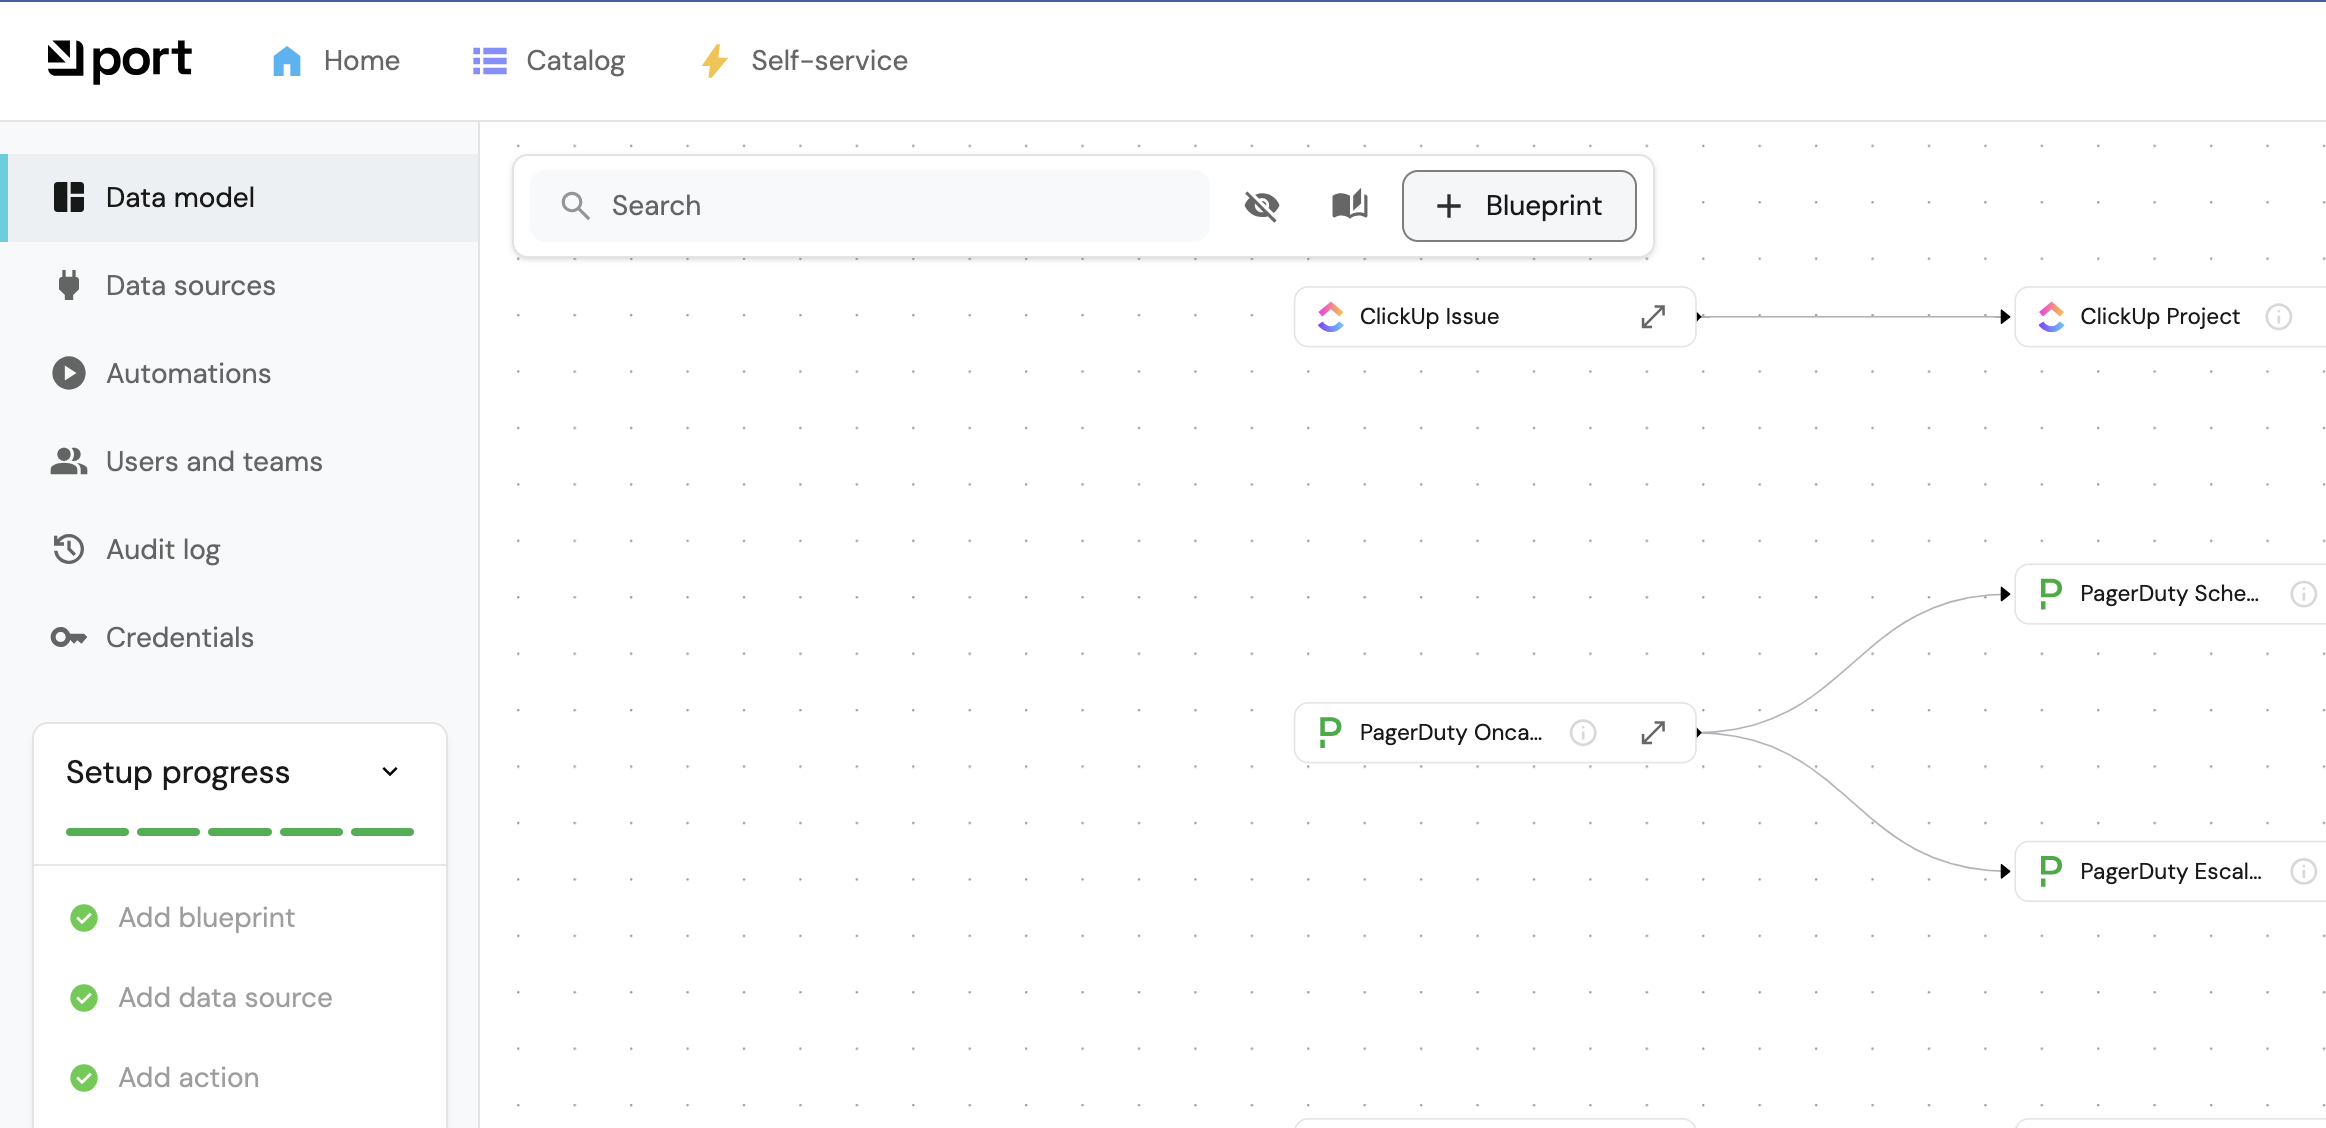 port
Home
Catalog
Self-service
Data model
Data sources
Automations
Users and teams
Audit log
Credentials
Setup progress
Add blueprint
Add data source
Add action
Search
Blueprint
ClickUp Issue
ClickUp Project
PagerDuty Sche...
PagerDuty Onca...
PagerDuty Escal...